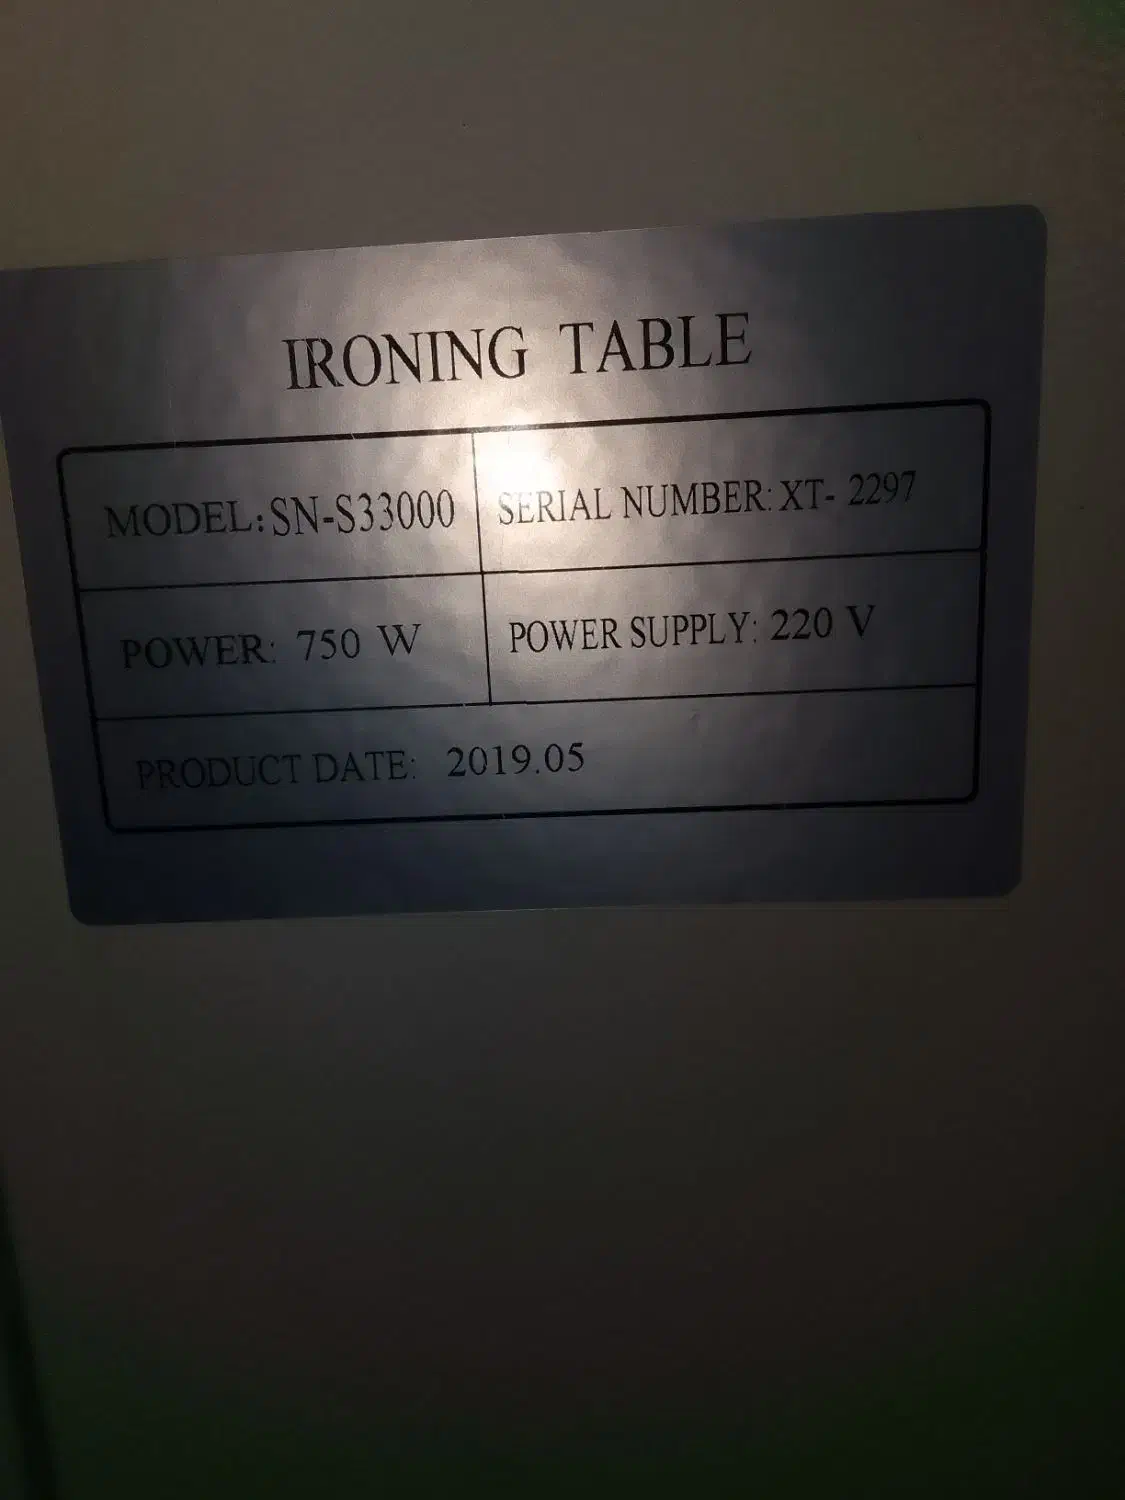 IRONING TABLE
MODEL: SN-S33000 SERIAL NUMBER: XT- 2297
POWER: 750 W POWER SUPPLY: 220 V
PRODUCT DATE: 2019.05